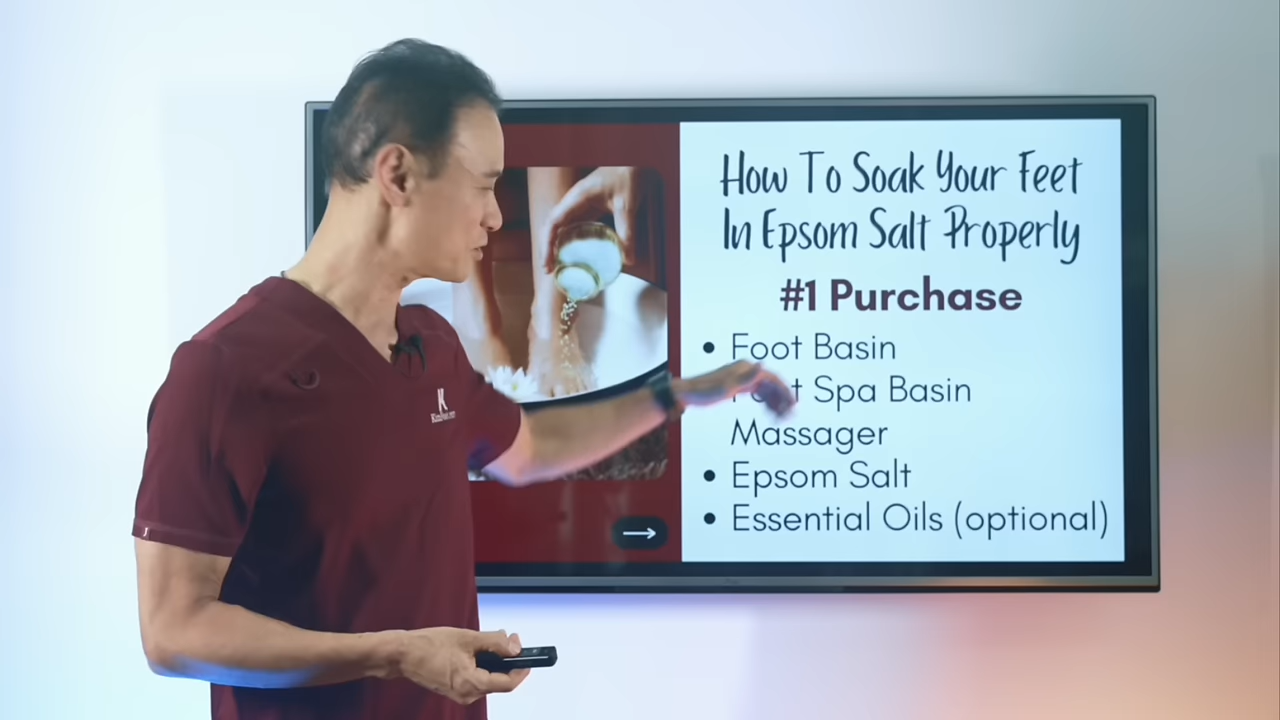 How To Soak Your Feet
In Epsom Salt Properly
#1 Purchase
• Foot Basin
Spa Basin
Massager
• Epsom Salt
• Essential Oils (optional)
K